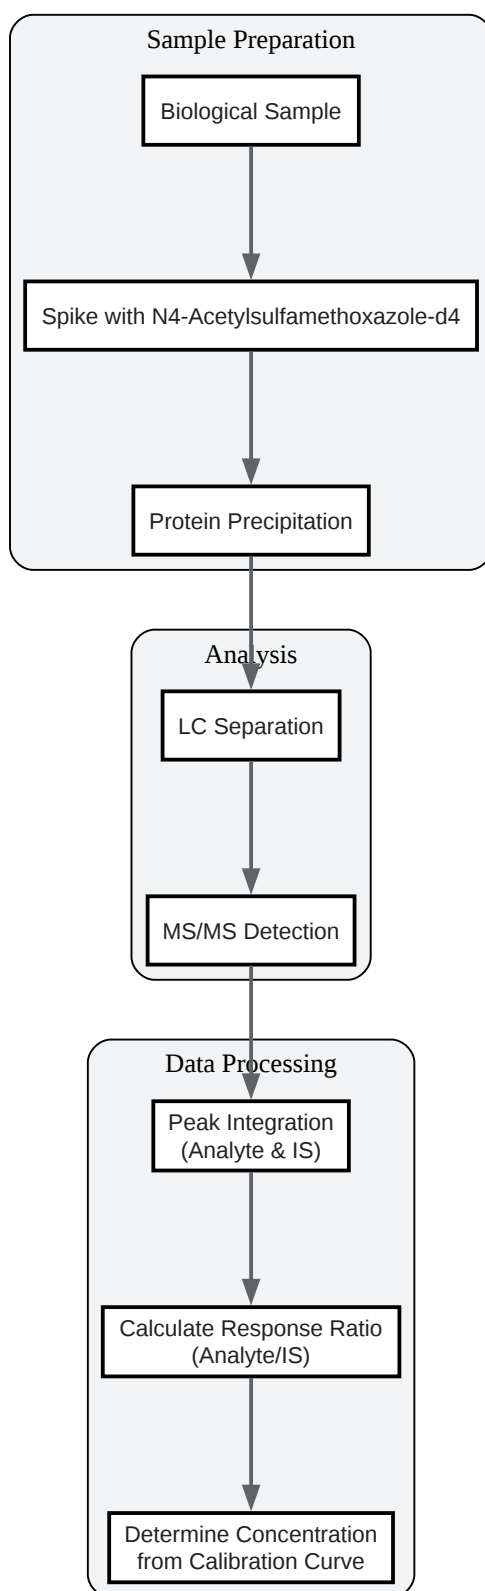 Sample Preparation
Biological Sample
Spike with N4-Acetylsulfamethoxazole-d4
Protein Precipitation
Analysis
LC Separation
MS/MS Detection
Data Processing
Peak Integration
(Analyte & IS)
Calculate Response Ratio
(Analyte/IS)
Determine Concentration
from Calibration Curve